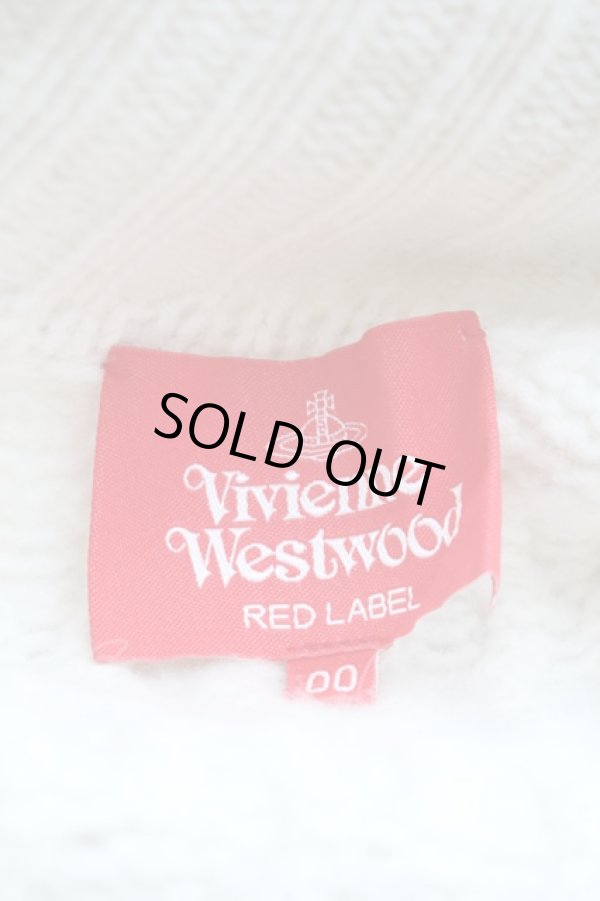 SOLD OUT
Vivienne
Westwood
RED LABEL
00